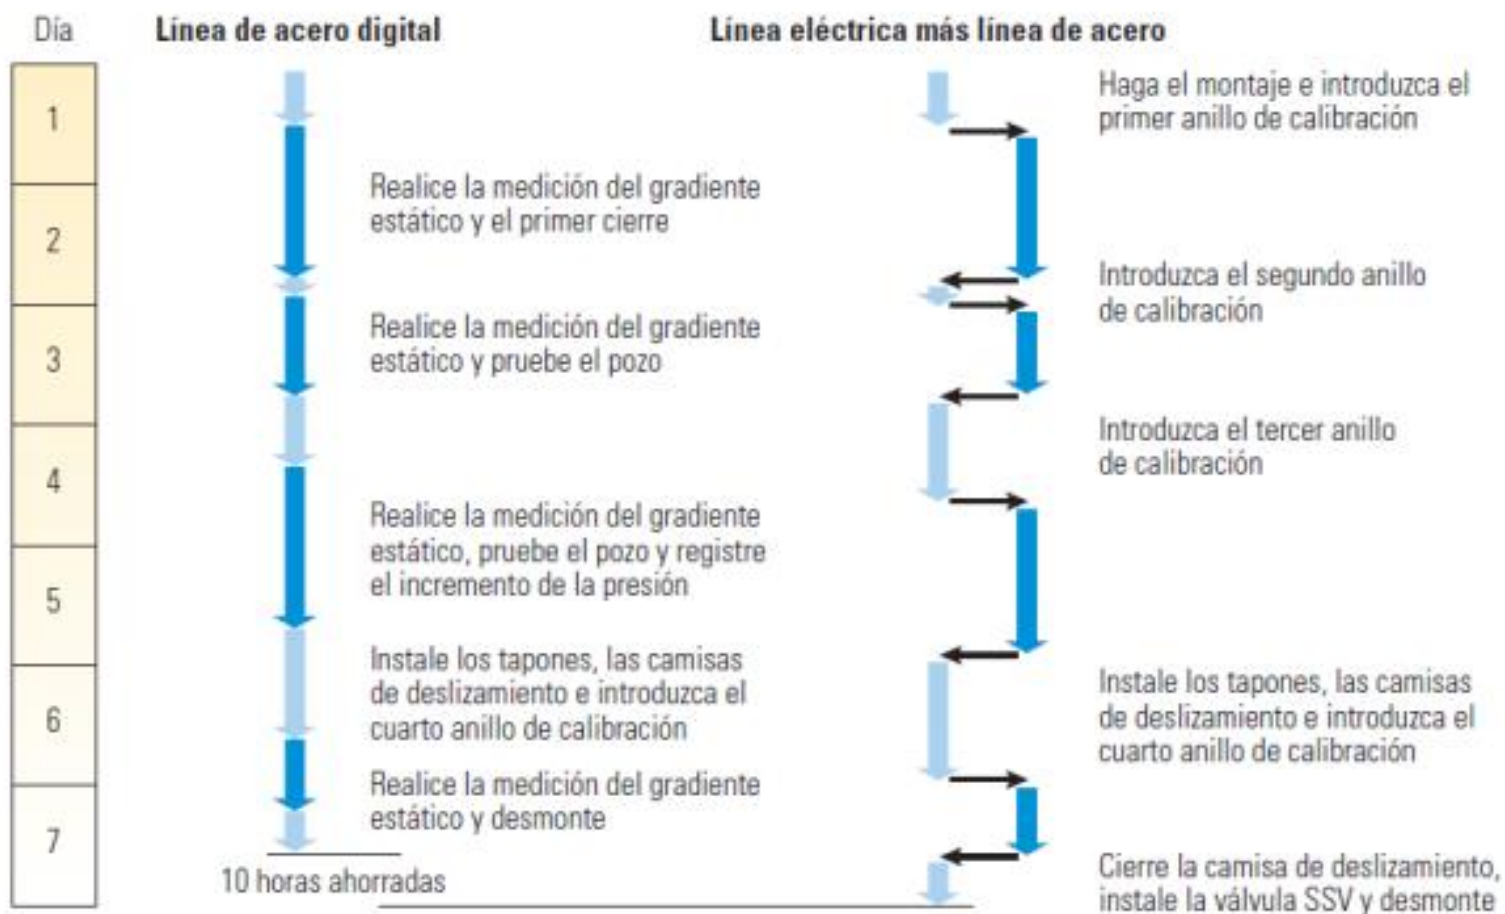 Día
Línea de acero digital
Línea eléctrica más línea de acero
1
2
3
4
5
6
7
Realice la medición del gradiente
estático y el primer cierre
Realice la medición del gradiente
estático y pruebe el pozo
Realice la medición del gradiente
estático, pruebe el pozo y registre
el incremento de la presión
Instale los tapones, las camisas
de deslizamiento e introduzca el
cuarto anillo de calibración
Realice la medición del gradiente
estático y desmonte
10 horas ahorradas
Haga el montaje e introduzca el
primer anillo de calibración
Introduzca el segundo anillo
de calibración
Introduzca el tercer anillo
de calibración
Instale los tapones, las camisas
de deslizamiento e introduzca el
cuarto anillo de calibración
Cierre la camisa de deslizamiento,
instale la válvula SSV y desmonte